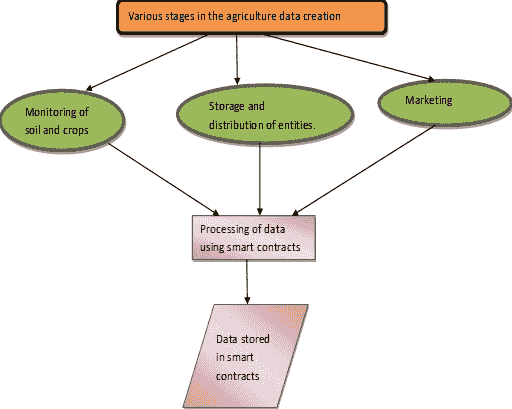 Various stages in the agriculture data creation
Monitoring of
soil and crops
Storage and
distribution of entities.
Marketing
Processing of data
using smart contracts
Data stored
in smart
contracts